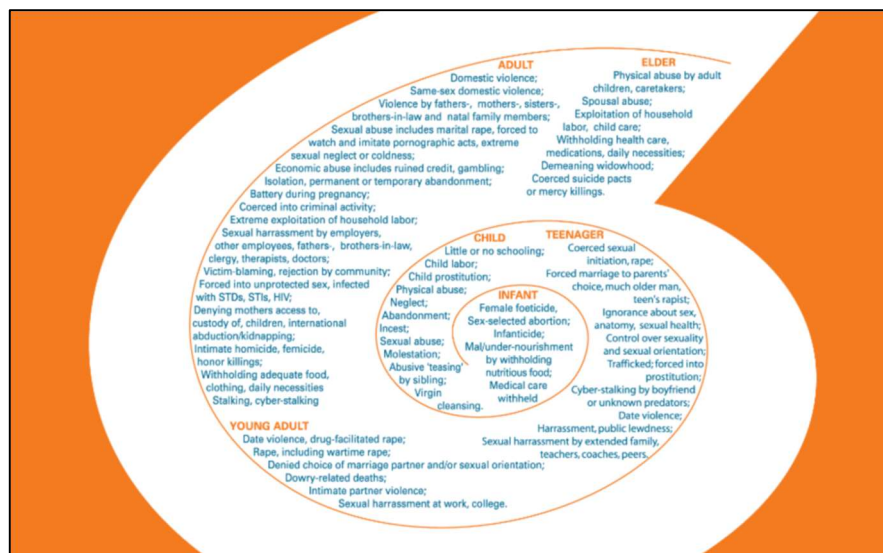 ADULT
Domestic violence;
Same-sex domestic violence;
Violence by fathers-, mothers-, sisters-,
brothers-in-law and natal family members;
Sexual abuse includes marital rape, forced to
watch and imitate pornographic acts, extreme
sexual neglect or coldness;
Economic abuse includes ruined credit, gambling;
Isolation, permanent or temporary abandonment;
Battery during pregnancy;
Coerced into criminal activity;
Extreme exploitation of household labor;
Sexual harrassment by employers,
other employees, fathers-, brothers-in-law,
clergy, therapists, doctors;
Victim-blaming, rejection by community;
Forced into unprotected sex, infected
with STDs, STIs, HIV;
Denying mothers access to,
custody of, children, international
abduction/kidnapping;
Intimate homicide, femicide,
honor killings;
Withholding adequate food,
clothing, daily necessities
Stalking, cyber-stalking
ELDER
Physical abuse by adult
children, caretakers;
Spousal abuse;
Exploitation of household
labor, child care;
Withholding health care,
medications, daily necessities;
Demeaning widowhood;
Coerced suicide pacts
or mercy killings.
CHILD
Little or no schooling;
Child labor;
Child prostitution;
Physical abuse;
Neglect;
Abandonment;
Incest;
Sexual abuse;
Molestation;
Abusive 'teasing'
by sibling;
Virgin
cleansing.
INFANT
Female foeticide,
Sex-selected abortion;
Infanticide;
Mal/under-nourishment
by withholding
nutritious food;
Medical care
withheld
TEENAGER
Coerced sexual
initiation, rape;
Forced marriage to parents'
choice, much older man,
teen's rapist;
Ignorance about sex,
anatomy, sexual health;
Control over sexuality
and sexual orientation;
Trafficked; forced into
prostitution;
Cyber-stalking by boyfriend
or unknown predators;
Date violence;
Harrassment, public lewdness;
Sexual harrassment by extended family,
teachers, coaches, peers.
YOUNG ADULT
Date violence, drug-facilitated rape;
Rape, including wartime rape;
Denied choice of marriage partner and/or sexual orientation;
Dowry-related deaths;
Intimate partner violence;
Sexual harrassment at work, college.